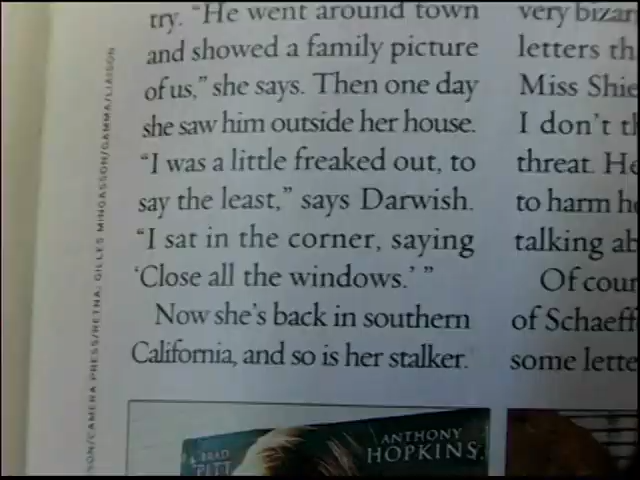 try. "He went around town
and showed a family picture
of us," she says. Then one day
she saw him outside her house.
"I was a little freaked out, to
say the least," says Darwish.
"I sat in the corner, saying
'Close all the windows.' "
Now she's back in southern
California, and so is her stalker.
very bizar
letters th
Miss Shie
I don't th
threat. He
to harm he
talking ab
Of cour
of Schaeff
some lette
SON/CAMERA PRESS/RETNA; GILLES MINGASSON/GAMMA/LIAISON
BRAD
PITT
ANTHONY
HOPKINS